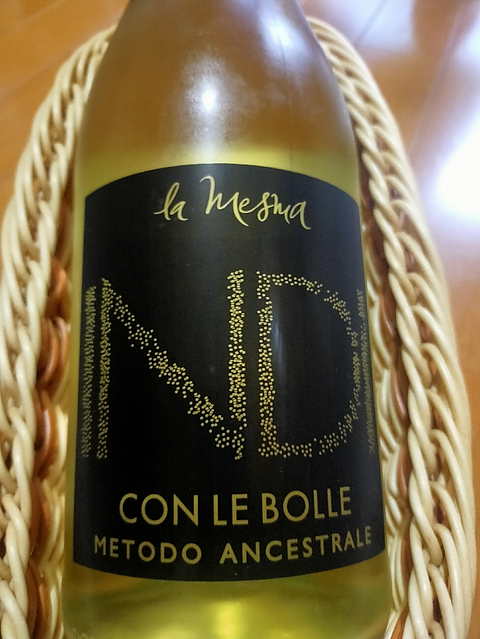 la Mesma
ND
CON LE BOLLE
METODO ANCESTRALE